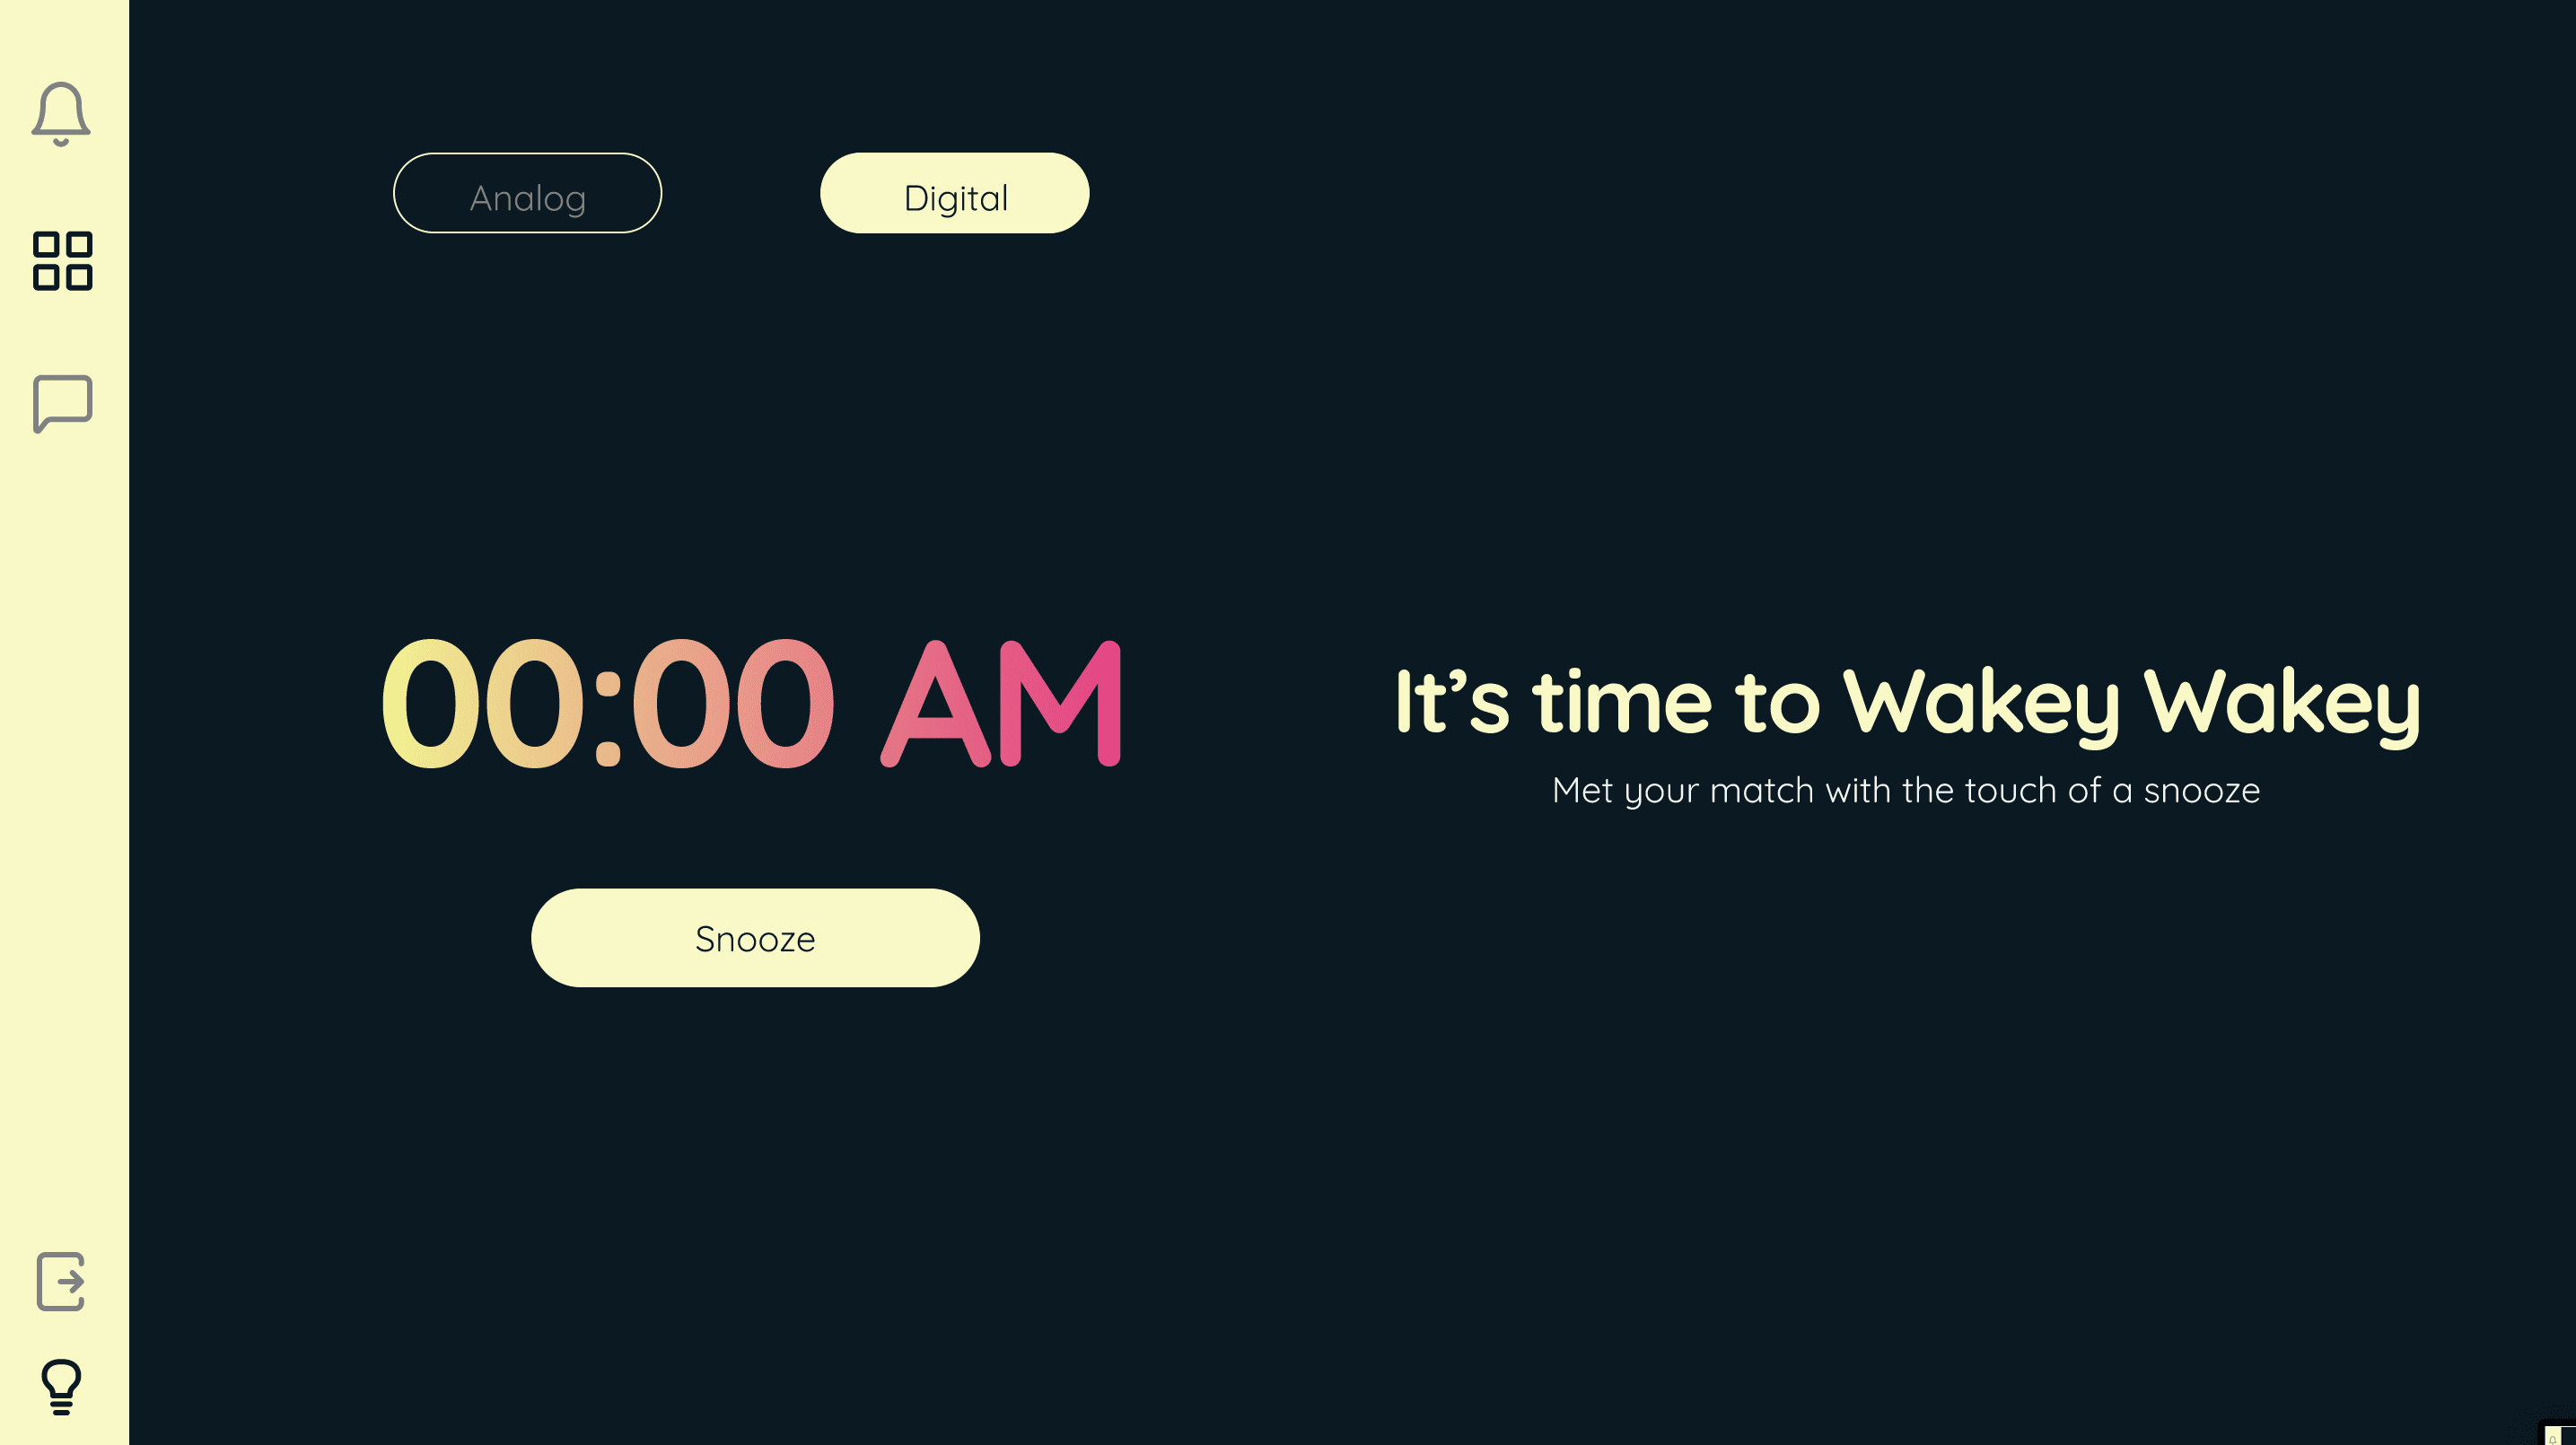 Analog
Digital
00:00 AM
It’s time to Wakey Wakey
Met your match with the touch of a snooze
Snooze